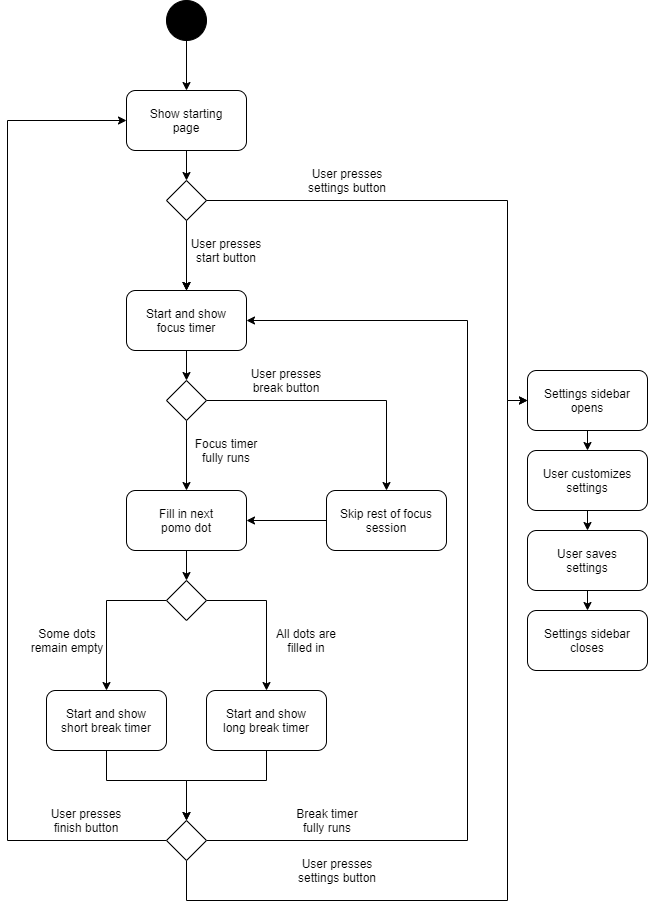 Show starting
page
User presses
settings button
User presses
start button
Start and show
focus timer
User presses
break button
Settings sidebar
opens
Focus timer
fully runs
User customizes
settings
Fill in next
pomo dot
Skip rest of focus
session
User saves
settings
Some dots
remain empty
All dots are
filled in
Settings sidebar
closes
Start and show
short break timer
Start and show
long break timer
User presses
finish button
Break timer
fully runs
User presses
settings button